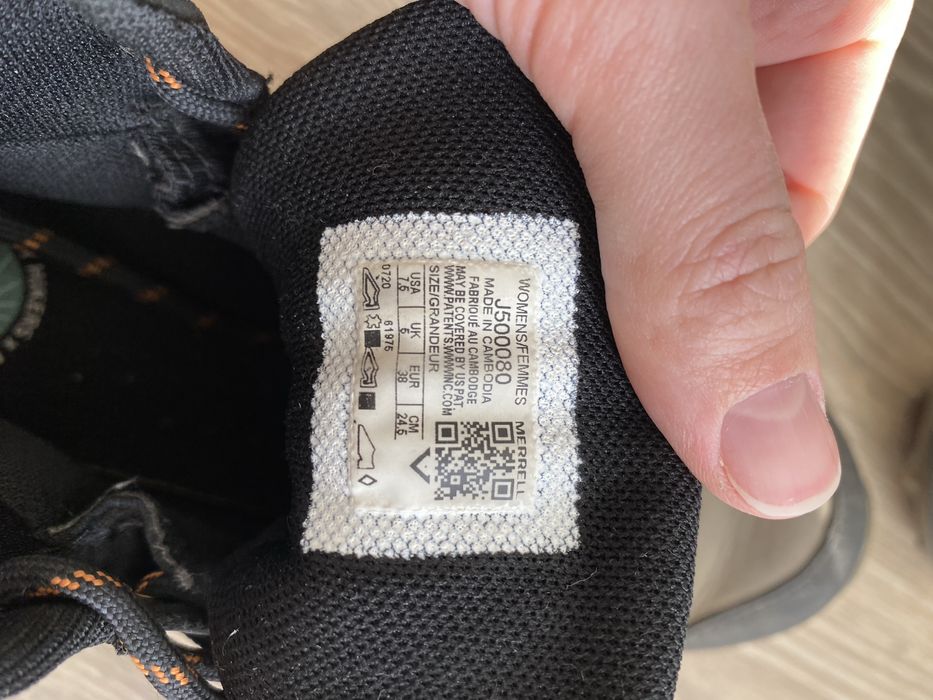 WOMENS/FEMMES MERRELL
J500080
MADE IN CAMBODIA
FABRIQUÉ AU CAMBODGE
MAY BE COVERED BY US PAT
WWW.PATENTS.WWWINC.COM
SIZE/GRANDEUR
USA UK EUR CM
7,5 5 38 24,5
0720 61975